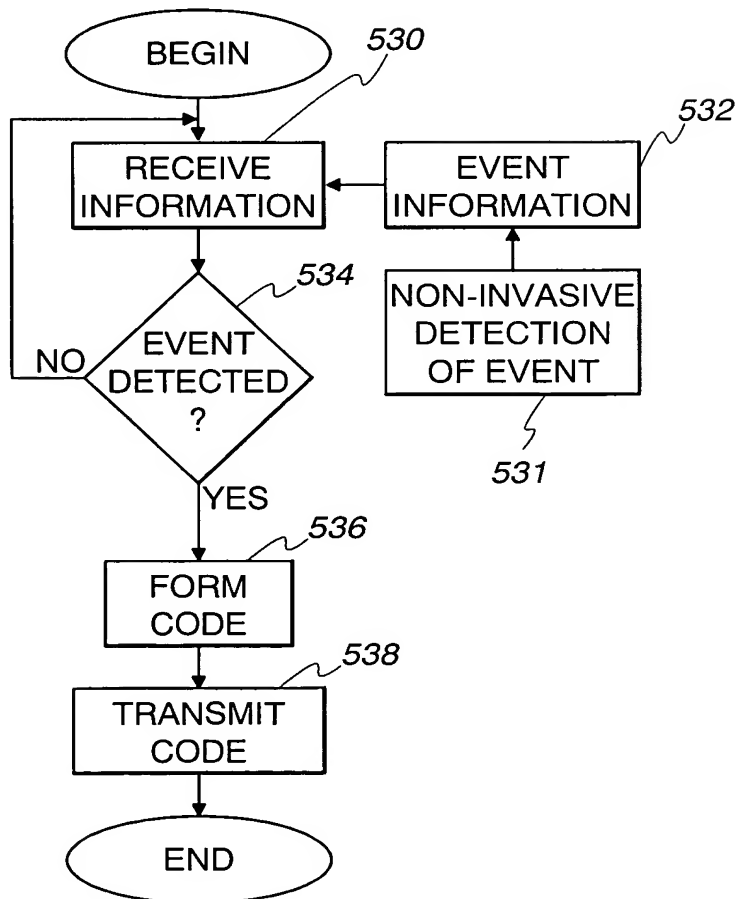 BEGIN
530
RECEIVE
INFORMATION
532
EVENT
INFORMATION
534
NON-INVASIVE
DETECTION
OF EVENT
531
EVENT
DETECTED
?
NO
YES
536
FORM
CODE
538
TRANSMIT
CODE
END